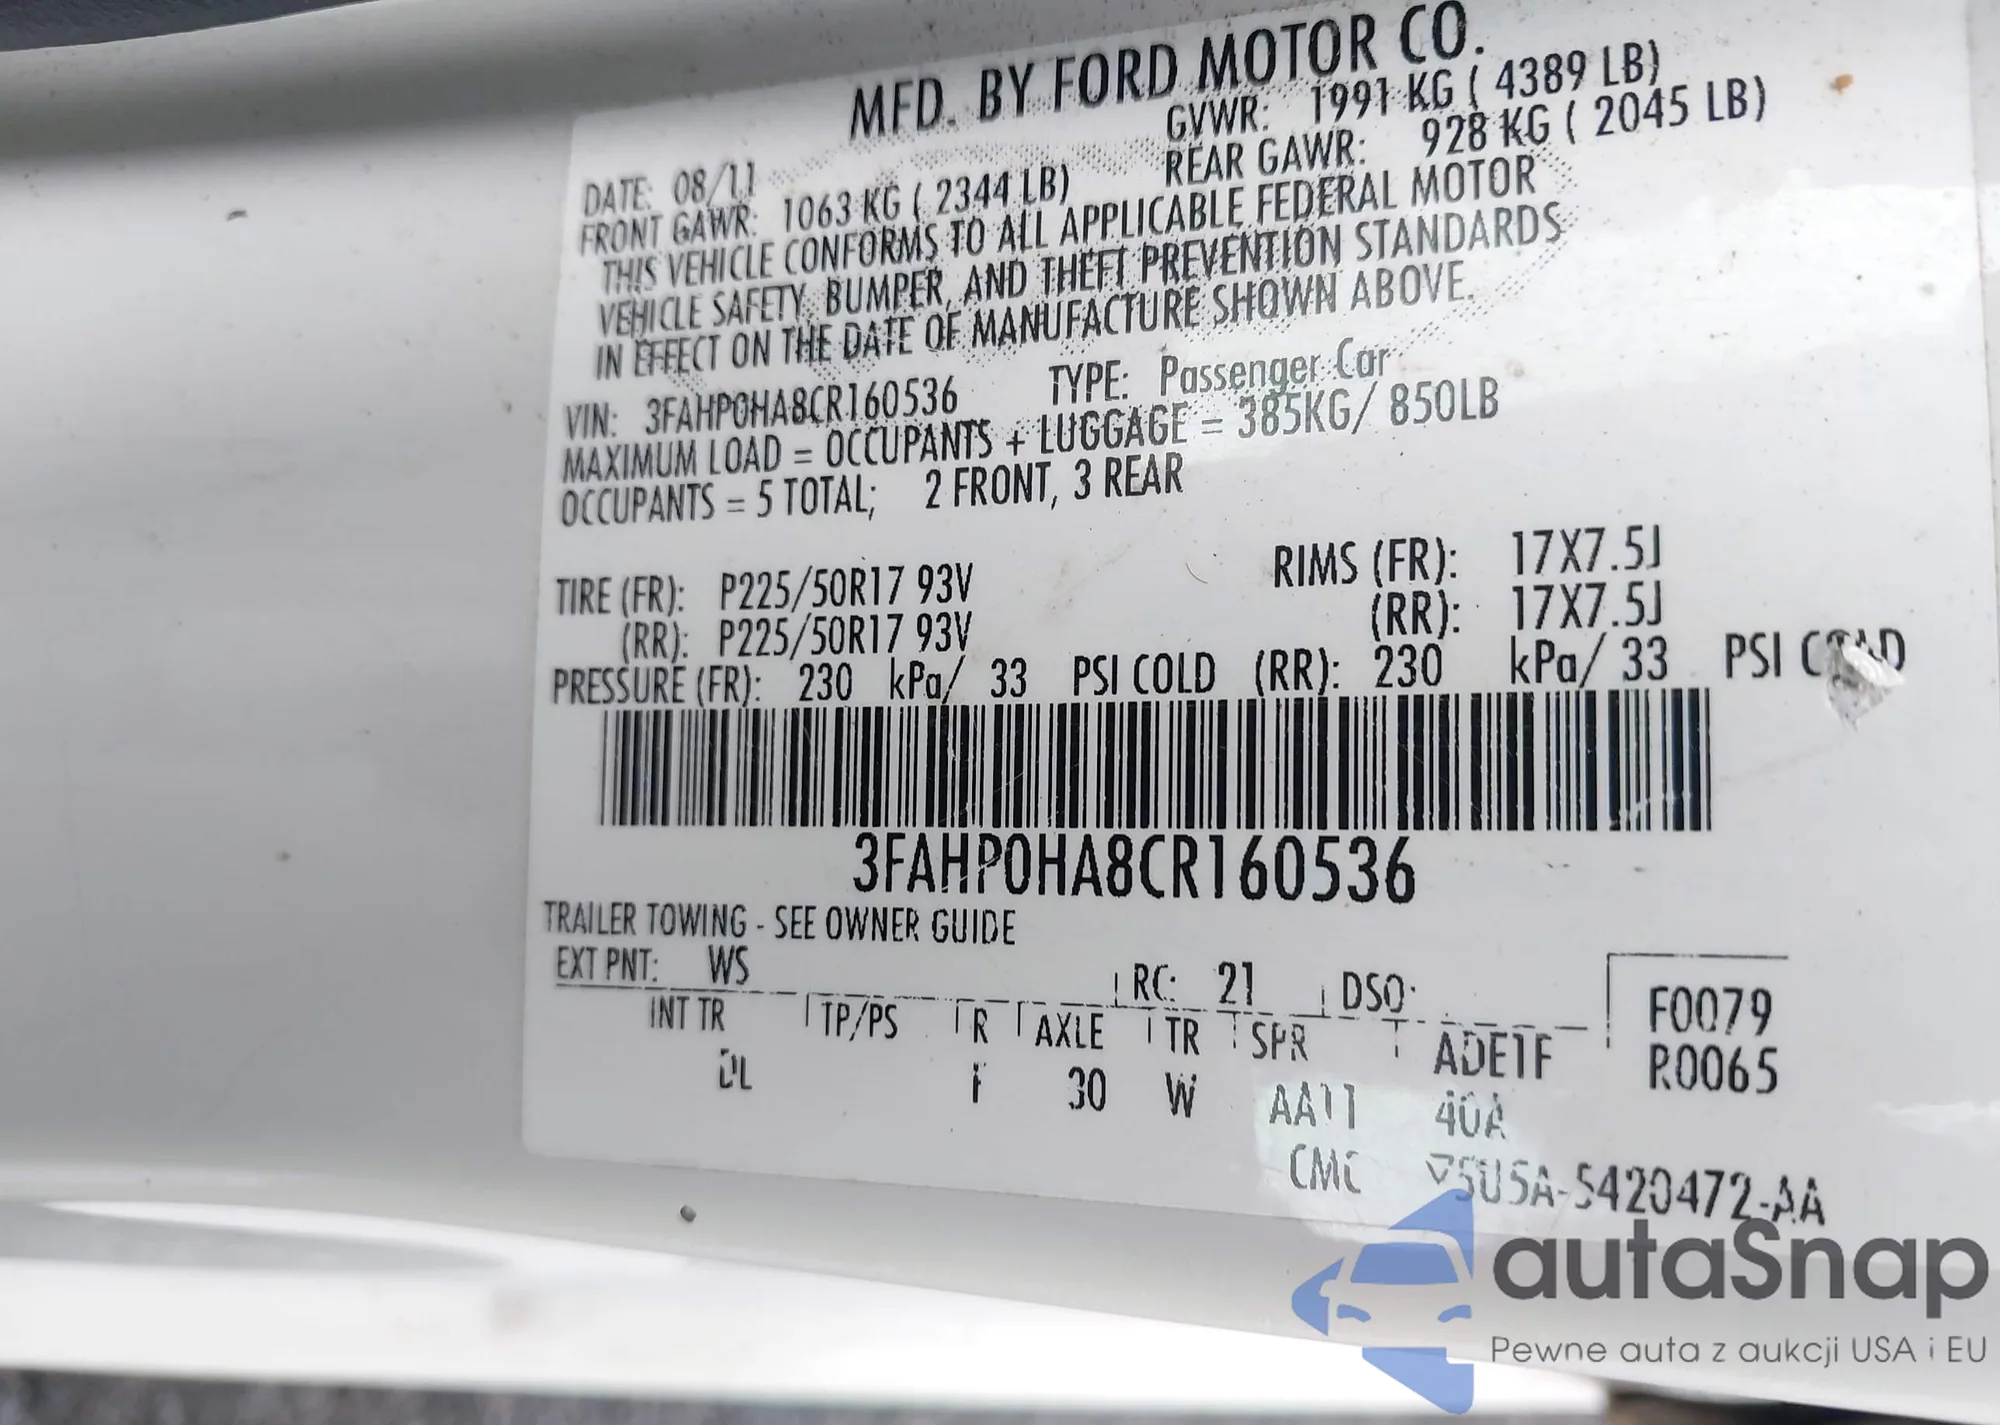 MFD. BY FORD MOTOR CO.
DATE: 08/11 GVWR: 1991 KG ( 4389 LB)
FRONT GAWR: 1063 KG ( 2344 LB) REAR GAWR: 928 KG ( 2045 LB)
THIS VEHICLE CONFORMS TO ALL APPLICABLE FEDERAL MOTOR
VEHICLE SAFETY, BUMPER, AND THEFT PREVENTION STANDARDS
IN EFFECT ON THE DATE OF MANUFACTURE SHOWN ABOVE.
VIN: 3FAHP0HA8CR160536 TYPE: Passenger Car
MAXIMUM LOAD = OCCUPANTS + LUGGAGE = 385KG/ 850LB
OCCUPANTS = 5 TOTAL; 2 FRONT, 3 REAR
TIRE (FR): P225/50R17 93V RIMS (FR): 17X7.5J
(RR): P225/50R17 93V (RR): 17X7.5J
PRESSURE (FR): 230 kPa/ 33 PSI COLD (RR): 230 kPa/ 33 PSI COLD
3FAHP0HA8CR160536
TRAILER TOWING - SEE OWNER GUIDE
EXT PNT: WS RC: 21 DSO: F0079
INT TR TP/PS R AXLE TR SPR R0065
30 W AA11 40A
CMC 5U5A-5420472-AA
autaSnap
Pewne auta z aukcji USA i EU